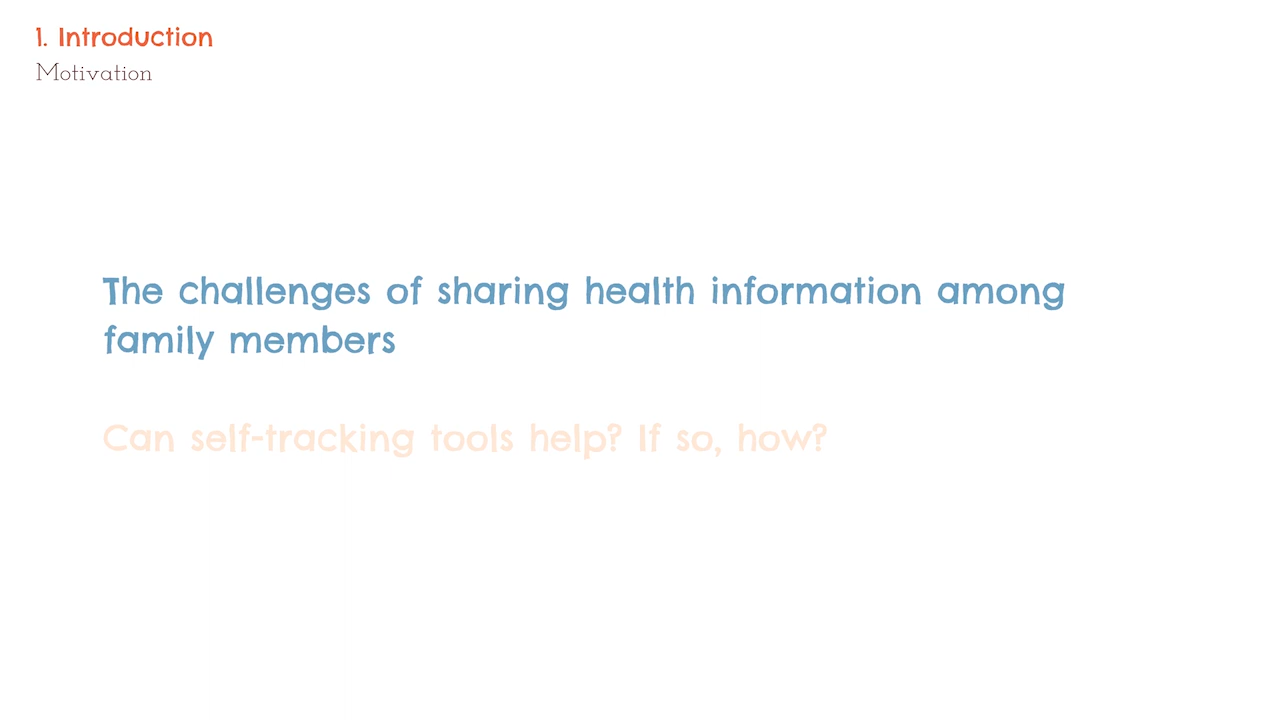 1. Introduction
Motivation
The challenges of sharing health information among
family members
Can self-tracking tools help? If so, how?